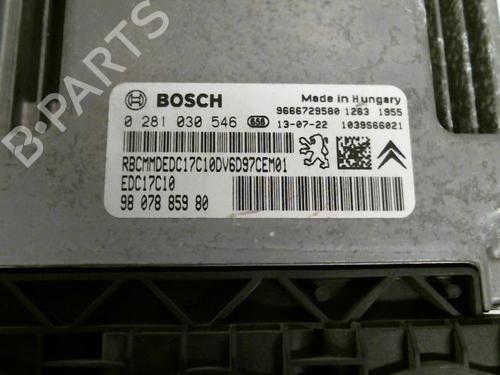 BOSCH
Made in Hungary
9666729580 1263 1955
0 281 030 546 658 13-07-22 1039S66021
RBCMMDEDC17C10DV6D97CEM01
EDC17C10
98 078 859 80
B-PARTS